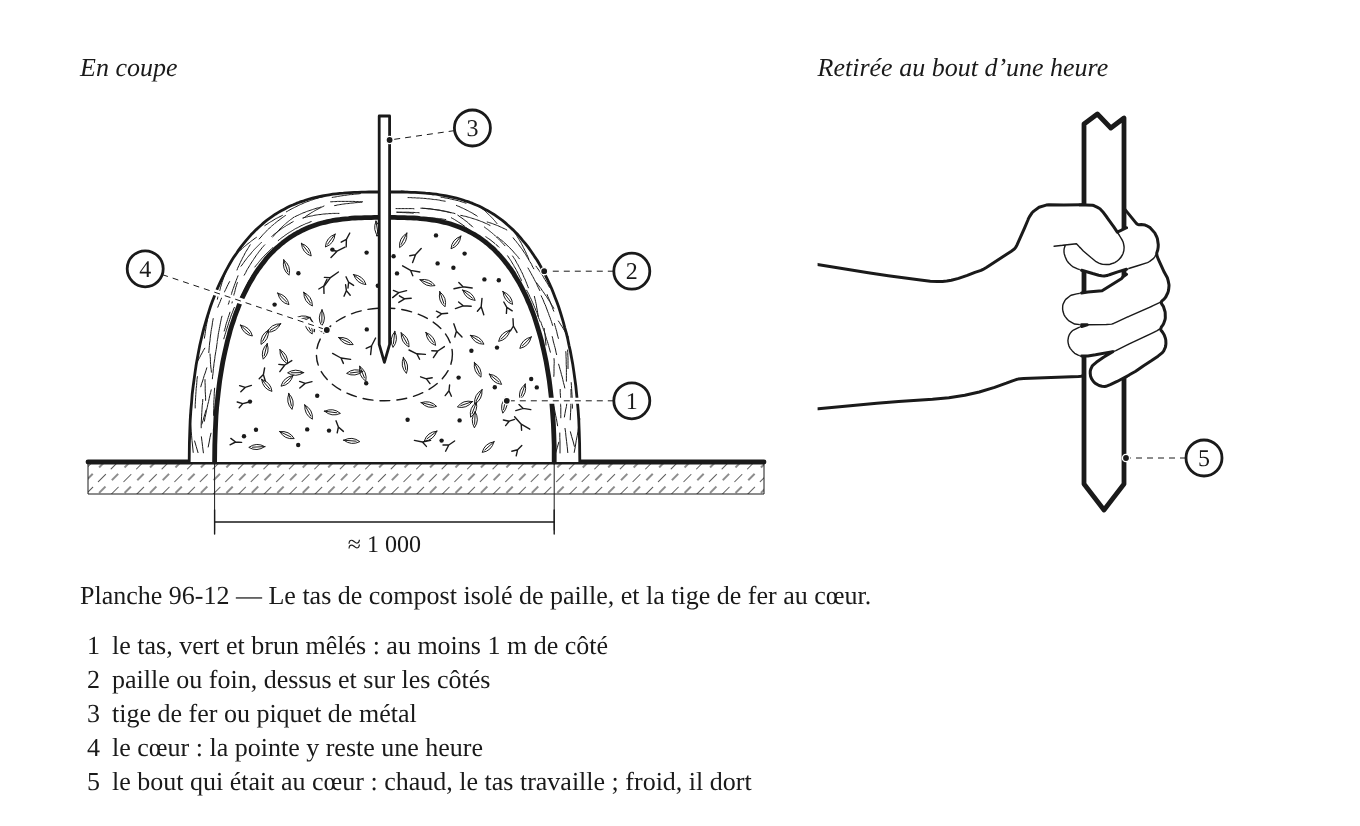 En coupe
Retirée au bout d’une heure
3
4
2
1
5
≈ 1 000
Planche 96-12 — Le tas de compost isolé de paille, et la tige de fer au cœur.
1 le tas, vert et brun mêlés : au moins 1 m de côté
2 paille ou foin, dessus et sur les côtés
3 tige de fer ou piquet de métal
4 le cœur : la pointe y reste une heure
5 le bout qui était au cœur : chaud, le tas travaille ; froid, il dort